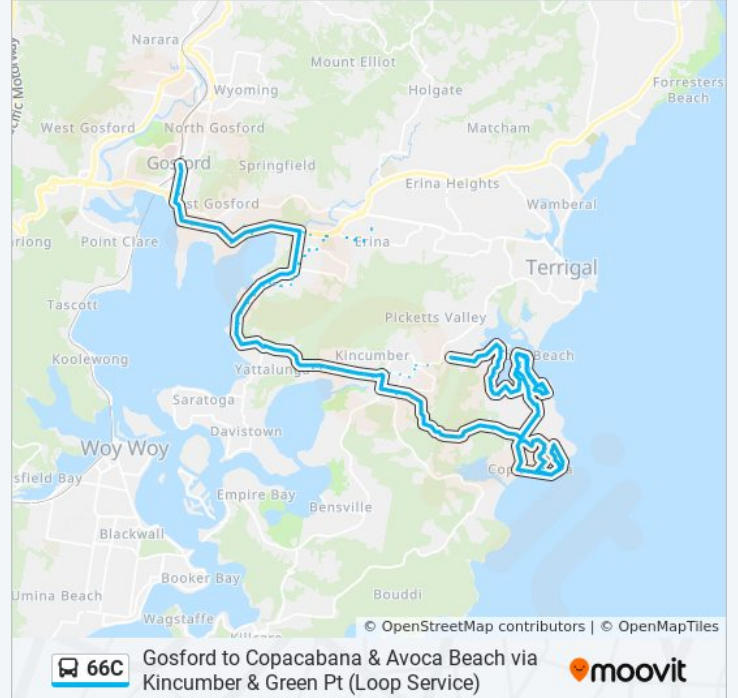 Narara
Mount Elliot
Wyoming
Holgate
Forresters
Beach
West Gosford
North Gosford
Matcham
Gosford
Springfield
Erina Heights
Wamberal
Point Clare
Erina
Terrigal
Tascott
Picketts Valley
Koolewong
Kincumber
Beach
Saratoga
Davistown
Woy Woy
Empire Bay
Bensville
Blackwall
Booker Bay
Umina Beach
Bouddi
Wagstaffe
© OpenStreetMap contributors | © OpenMapTiles
66C
Gosford to Copacabana & Avoca Beach via
Kincumber & Green Pt (Loop Service)
moovit